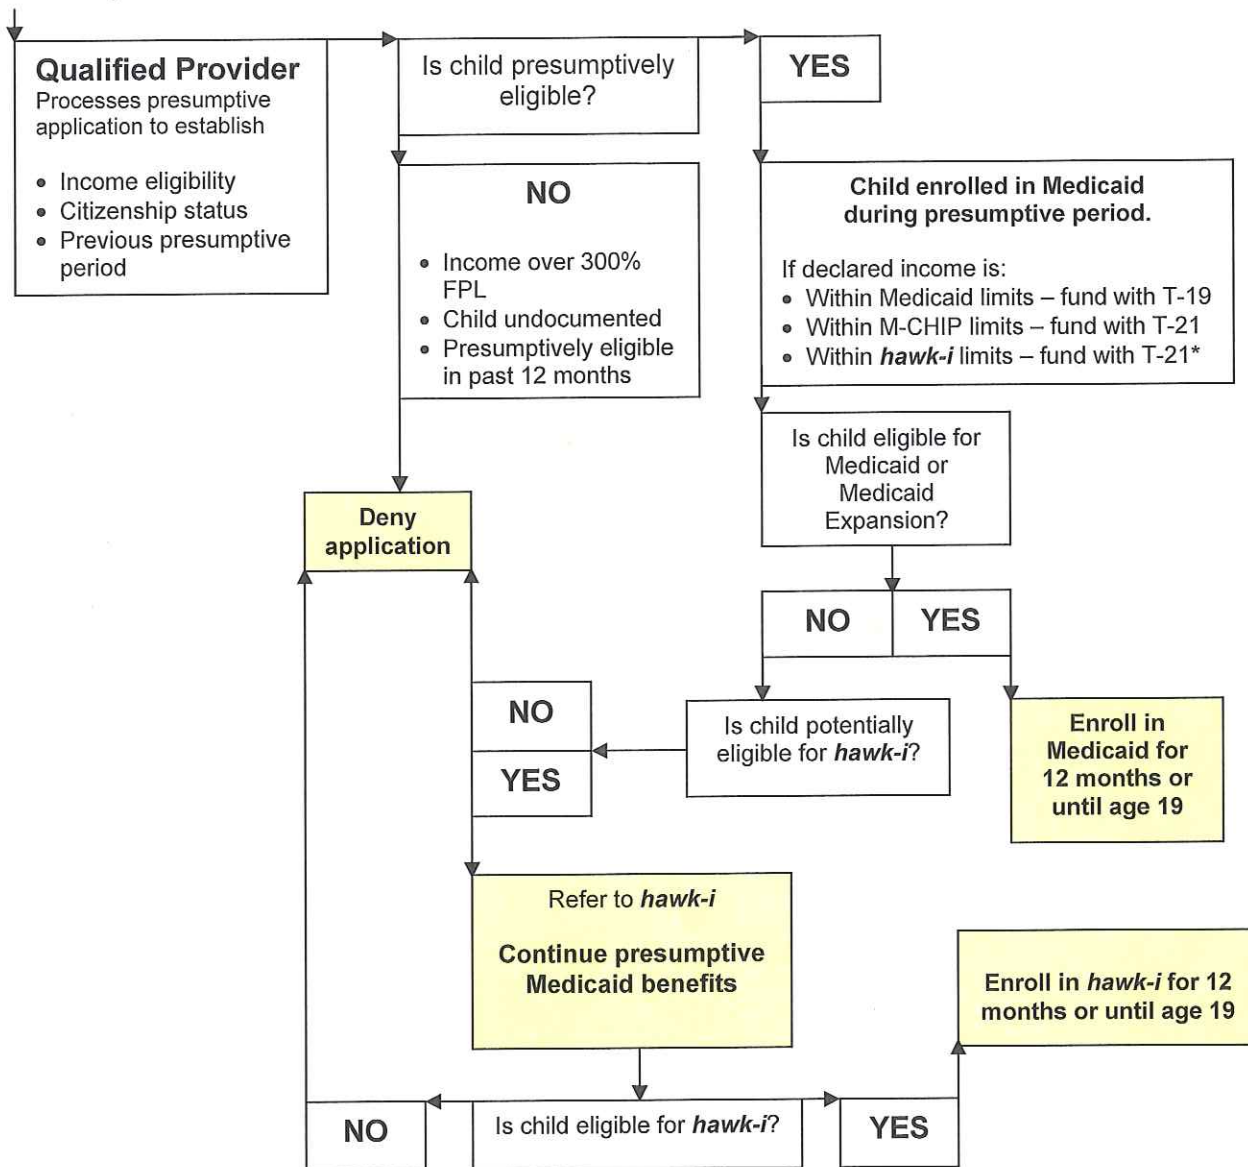 Qualified Provider
Processes presumptive
application to establish
• Income eligibility
• Citizenship status
• Previous presumptive
period
Is child presumptively
eligible?
YES
NO
• Income over 300%
FPL
• Child undocumented
• Presumptively eligible
in past 12 months
Child enrolled in Medicaid
during presumptive period.
If declared income is:
• Within Medicaid limits – fund with T-19
• Within M-CHIP limits – fund with T-21
• Within hawk-i limits – fund with T-21*
Is child eligible for
Medicaid or
Medicaid
Expansion?
Deny
application
NO
YES
NO
YES
Is child potentially
eligible for hawk-i?
Enroll in
Medicaid for
12 months or
until age 19
Refer to hawk-i
Continue presumptive
Medicaid benefits
Enroll in hawk-i for 12
months or until age 19
NO
Is child eligible for hawk-i?
YES